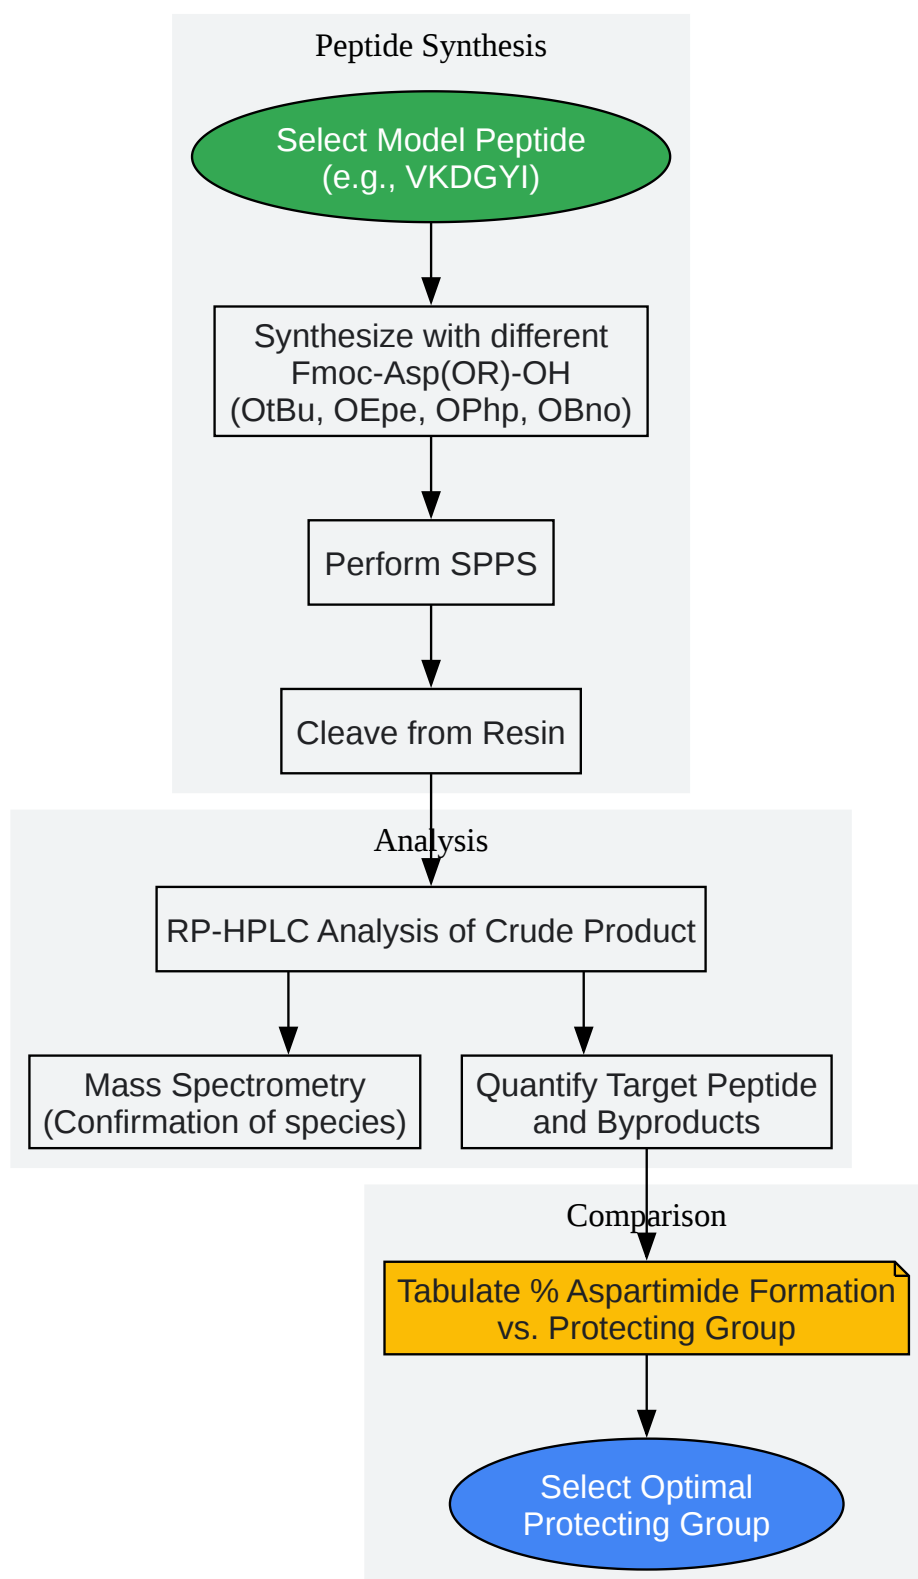 Peptide Synthesis
Select Model Peptide
(e.g., VKDGYI)
Synthesize with different
Fmoc-Asp(OR)-OH
(OtBu, OEpe, OPhp, OBno)
Perform SPPS
Cleave from Resin
Analysis
RP-HPLC Analysis of Crude Product
Mass Spectrometry
(Confirmation of species)
Quantify Target Peptide
and Byproducts
Comparison
Tabulate % Aspartimide Formation
vs. Protecting Group
Select Optimal
Protecting Group